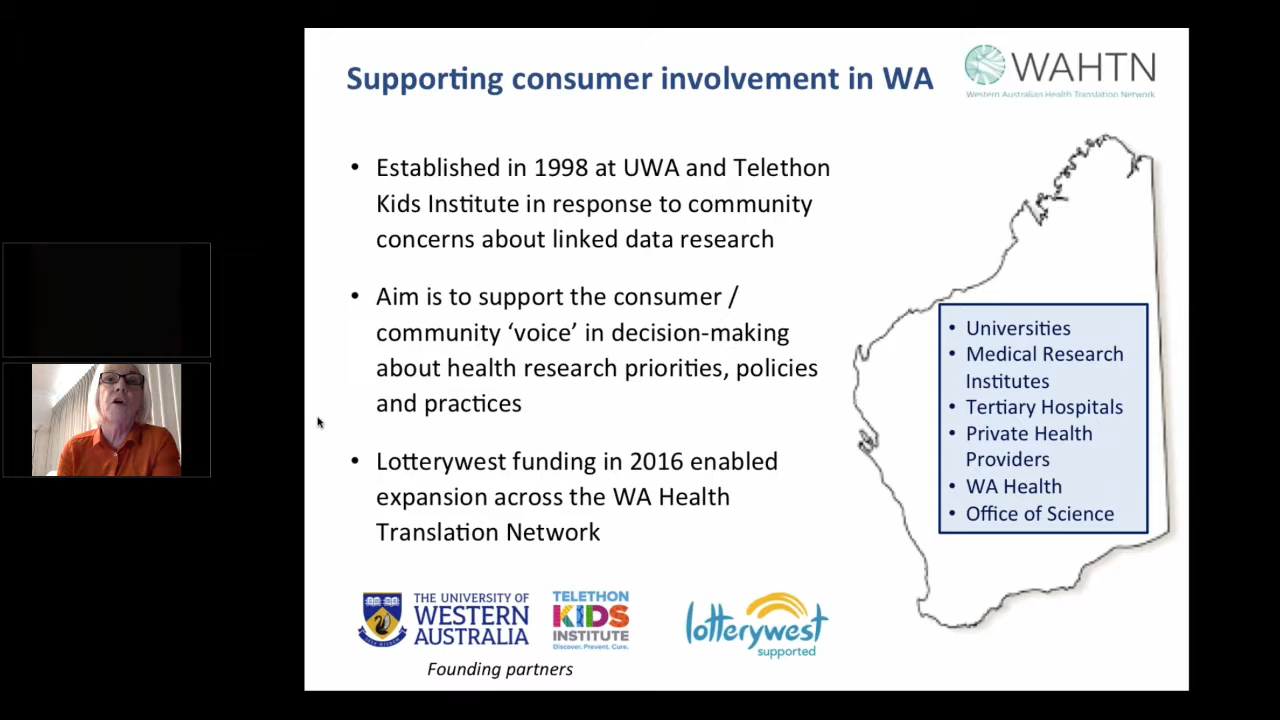 Supporting consumer involvement in WA
WAHTN
Western Australian Health Translation Network
• Established in 1998 at UWA and Telethon
Kids Institute in response to community
concerns about linked data research
• Aim is to support the consumer /
community ‘voice’ in decision-making
about health research priorities, policies
and practices
• Lotterywest funding in 2016 enabled
expansion across the WA Health
Translation Network
• Universities
• Medical Research
Institutes
• Tertiary Hospitals
• Private Health
Providers
• WA Health
• Office of Science
THE UNIVERSITY OF
WESTERN
AUSTRALIA
TELETHON
KIDS
INSTITUTE
Discover. Prevent. Cure.
lotterywest
supported
Founding partners